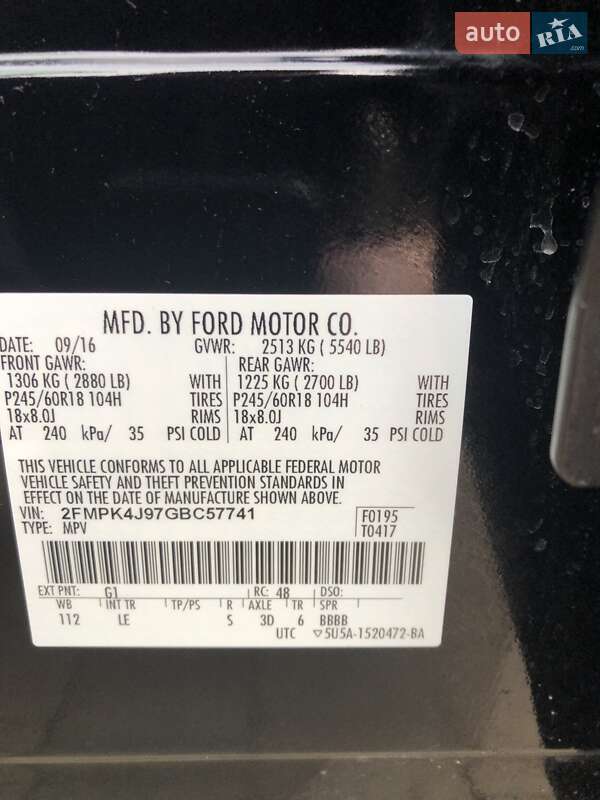 auto RIA .com
MFD. BY FORD MOTOR CO.
DATE: 09/16 GVWR: 2513 KG ( 5540 LB)
FRONT GAWR: REAR GAWR:
1306 KG ( 2880 LB) WITH 1225 KG ( 2700 LB) WITH
P245/60R18 104H TIRES P245/60R18 104H TIRES
18x8.0J RIMS 18x8.0J RIMS
AT 240 kPa/ 35 PSI COLD AT 240 kPa/ 35 PSI COLD
THIS VEHICLE CONFORMS TO ALL APPLICABLE FEDERAL MOTOR
VEHICLE SAFETY AND THEFT PREVENTION STANDARDS IN
EFFECT ON THE DATE OF MANUFACTURE SHOWN ABOVE.
VIN: 2FMPK4J97GBC57741 F0195
TYPE: MPV T0417
EXT PNT: G1 RC: 48 DSO:
WB INT TR TP/PS R AXLE TR SPR
112 LE S 3D 6 BBBB
UTC ▽5U5A-1520472-BA